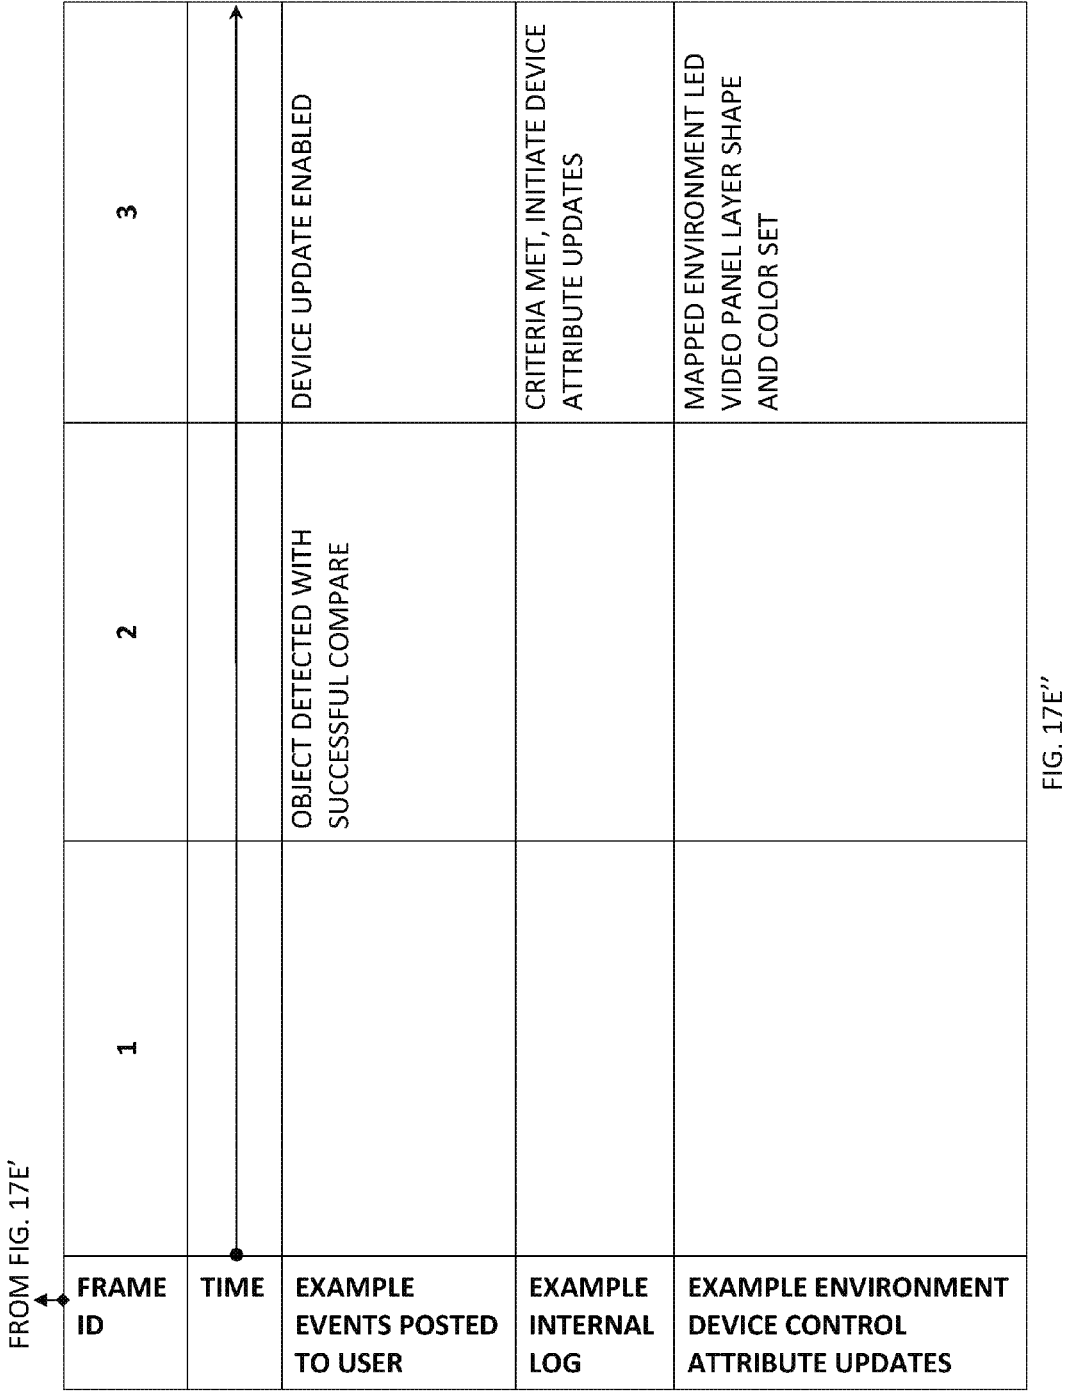 FROM FIG. 17E'
FRAME
ID
1
2
3
TIME
EXAMPLE
EVENTS POSTED
TO USER
OBJECT DETECTED WITH
SUCCESSFUL COMPARE
DEVICE UPDATE ENABLED
EXAMPLE
INTERNAL
LOG
CRITERIA MET, INITIATE DEVICE
ATTRIBUTE UPDATES
EXAMPLE ENVIRONMENT
DEVICE CONTROL
ATTRIBUTE UPDATES
MAPPED ENVIRONMENT LED
VIDEO PANEL LAYER SHAPE
AND COLOR SET
FIG. 17E''